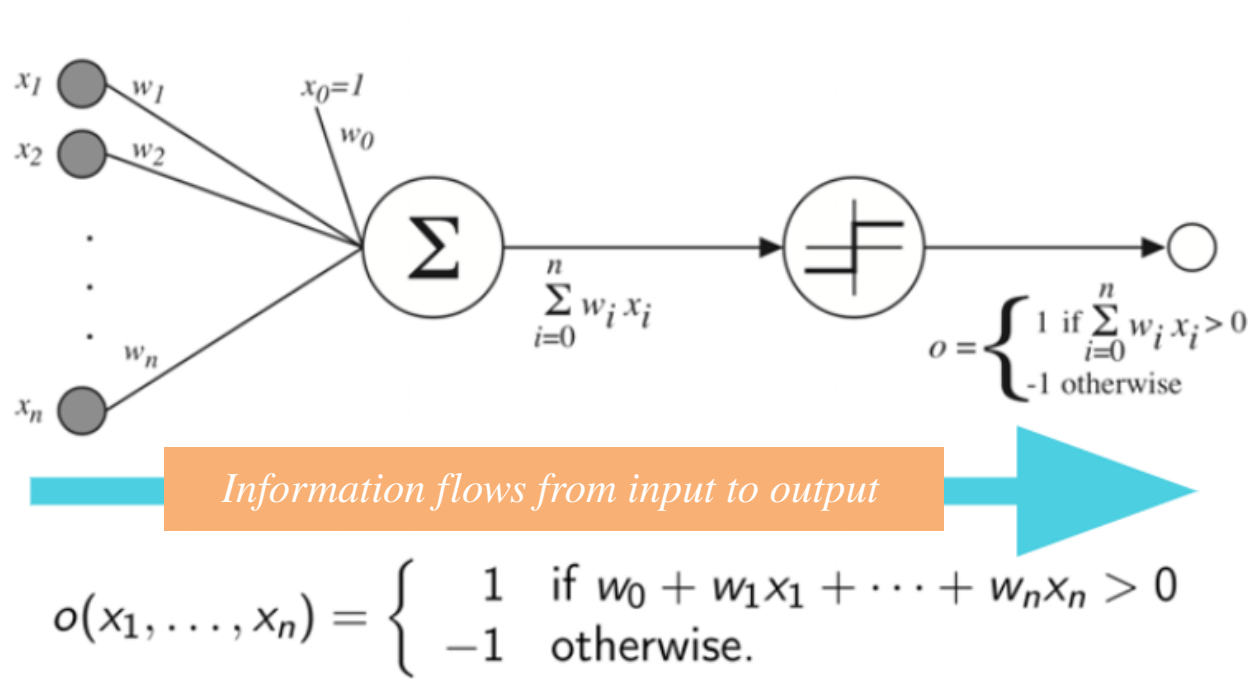 x1 w1
x0=1
w0
x2 w2
Σ
n
Σ wi xi
i=0
wn
xn
n
o = { 1 if Σ wi xi > 0
i=0
-1 otherwise
Information flows from input to output
o(x1, . . . , xn) = { 1 if w0 + w1x1 + · · · + wnxn > 0
−1 otherwise.